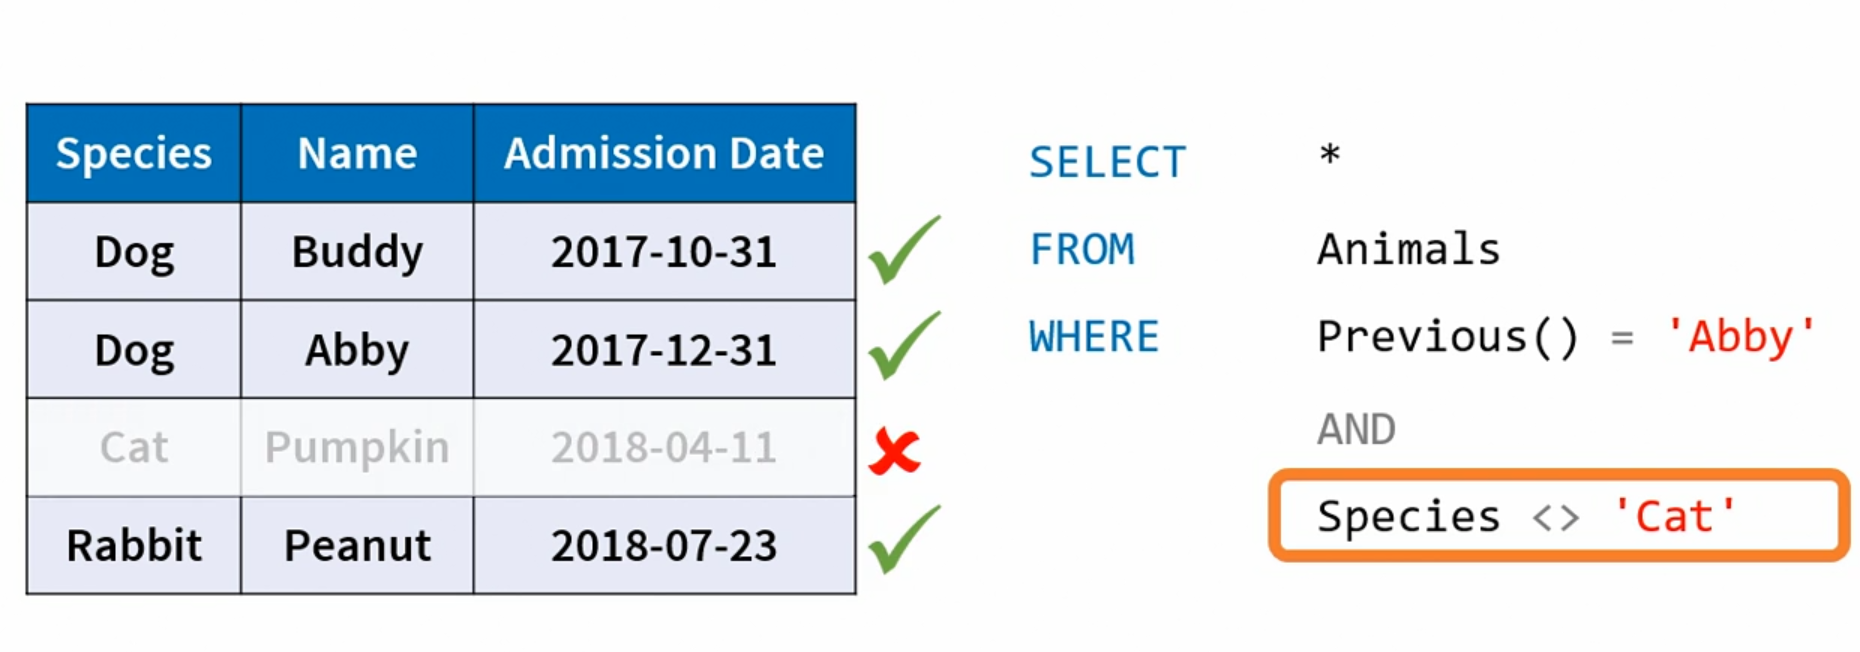 Species Name Admission Date
Dog Buddy 2017-10-31
Dog Abby 2017-12-31
Cat Pumpkin 2018-04-11
Rabbit Peanut 2018-07-23
SELECT *
FROM Animals
WHERE Previous() = 'Abby'
AND
Species <> 'Cat'